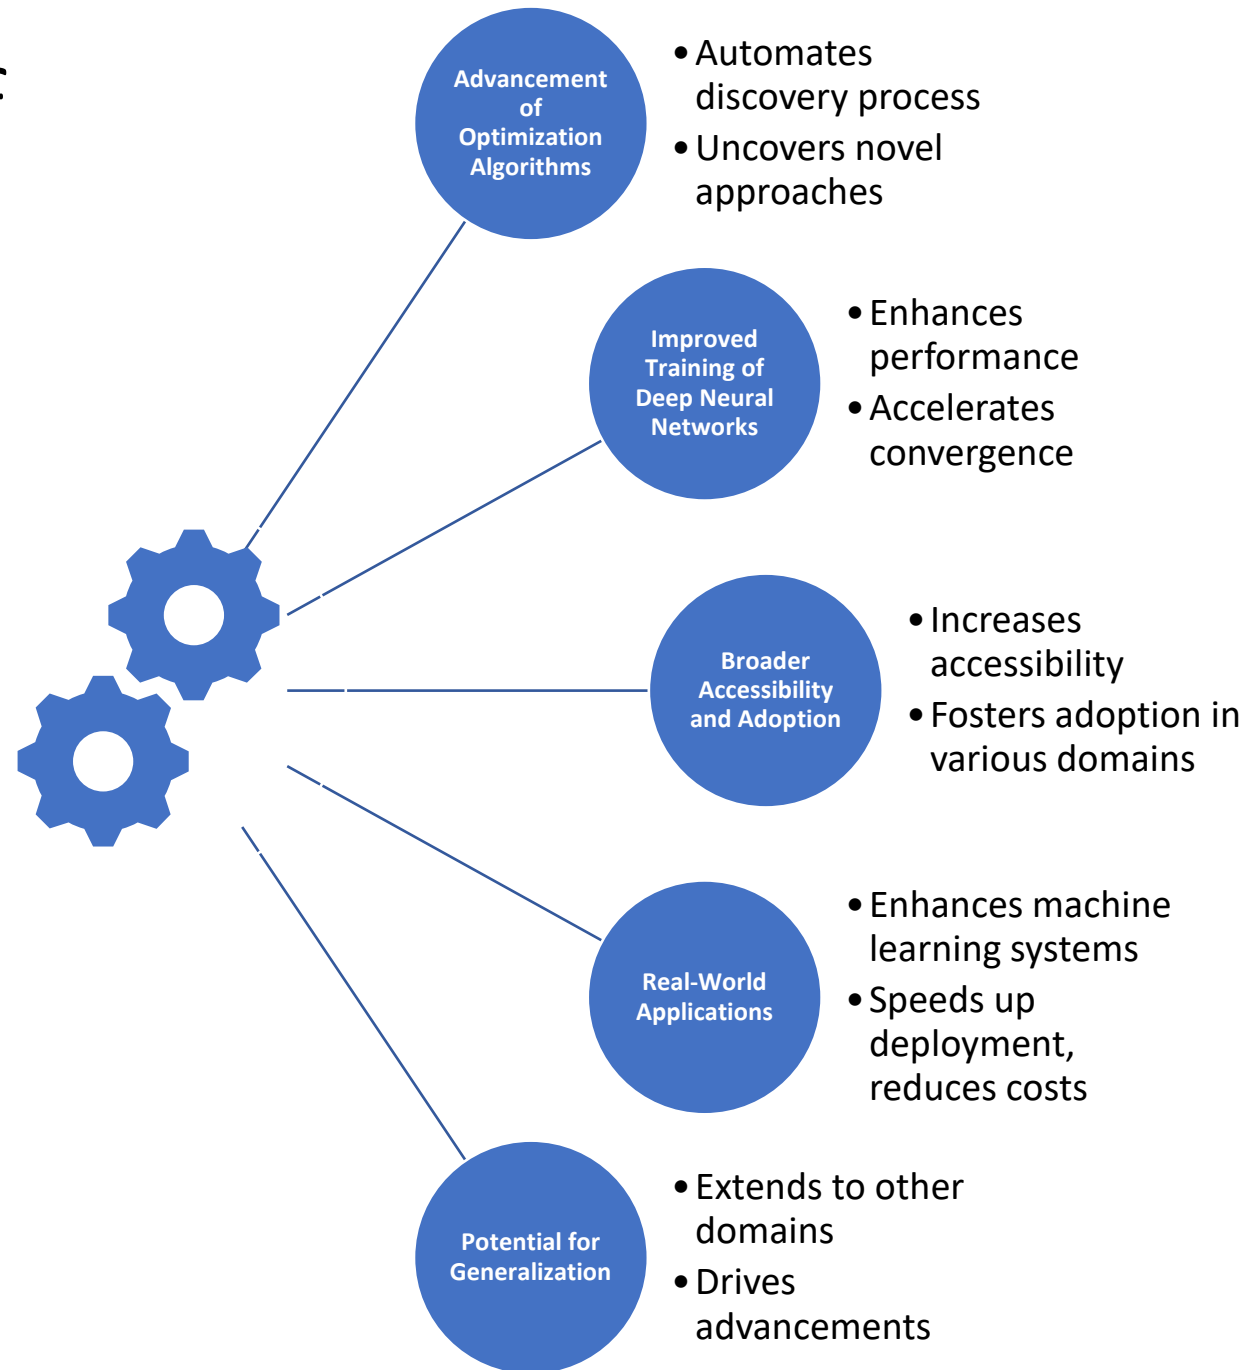 Advancement
of
Optimization
Algorithms
• Automates
discovery process
• Uncovers novel
approaches
Improved
Training of
Deep Neural
Networks
• Enhances
performance
• Accelerates
convergence
Broader
Accessibility
and Adoption
• Increases
accessibility
• Fosters adoption in
various domains
Real-World
Applications
• Enhances machine
learning systems
• Speeds up
deployment,
reduces costs
Potential for
Generalization
• Extends to other
domains
• Drives
advancements